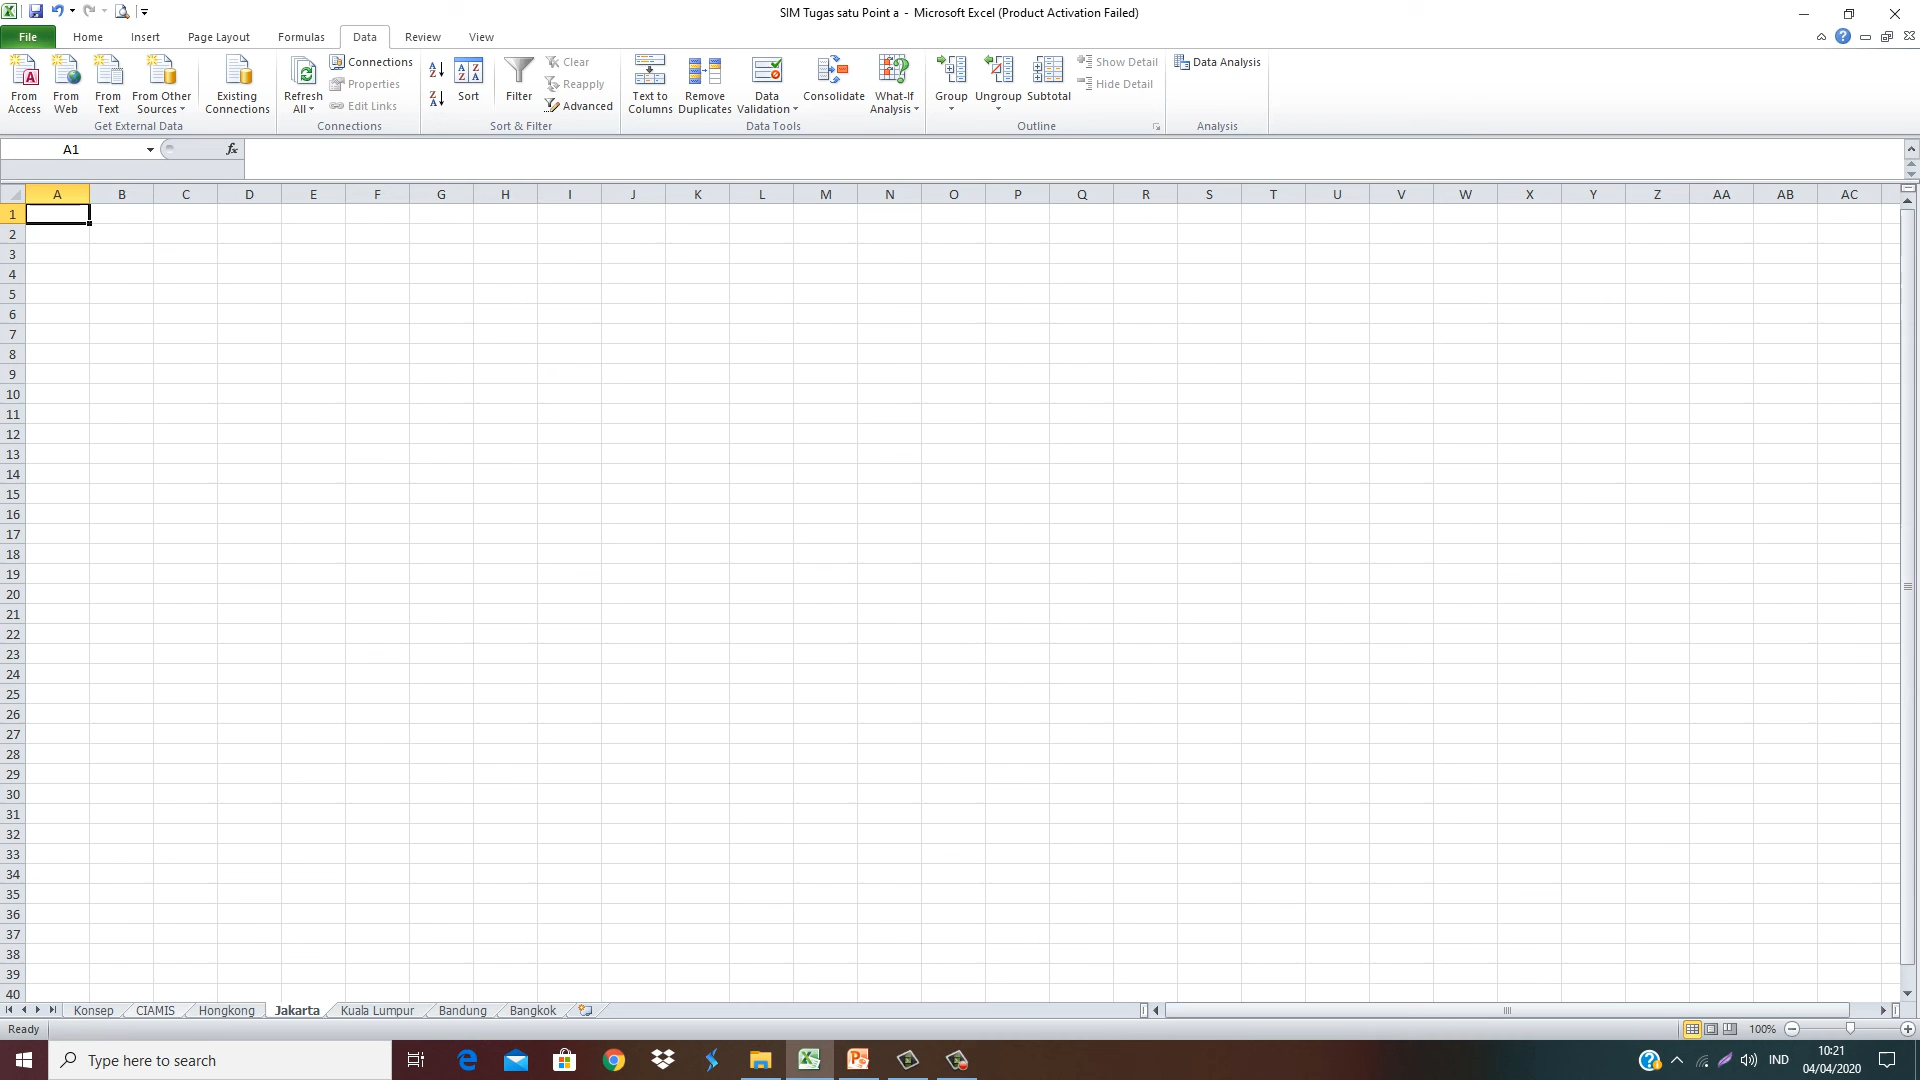 SIM Tugas satu Point a - Microsoft Excel (Product Activation Failed)
File Home Insert Page Layout Formulas Data Review View
From Access
From Web
From Text
From Other Sources
Existing Connections
Get External Data
Refresh All
Connections
Properties
Edit Links
Connections
Sort
Filter
Clear
Reapply
Advanced
Sort & Filter
Text to Columns
Remove Duplicates
Data Validation
Consolidate
What-If Analysis
Data Tools
Group
Ungroup
Subtotal
Show Detail
Hide Detail
Outline
Data Analysis
Analysis
A1 fx
A B C D E F G H I J K L M N O P Q R S T U V W X Y Z AA AB AC
1
2
3
4
5
6
7
8
9
10
11
12
13
14
15
16
17
18
19
20
21
22
23
24
25
26
27
28
29
30
31
32
33
34
35
36
37
38
39
40
Konsep CIAMIS Hongkong Jakarta Kuala Lumpur Bandung Bangkok
Ready 100%
Type here to search IND 10:21
04/04/2020